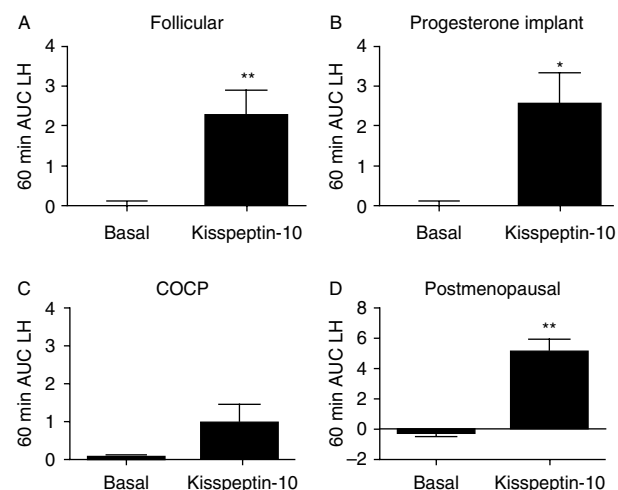 A Follicular
60 min AUC LH
4
3
2
1
0
**
Basal Kisspeptin-10
B Progesterone implant
60 min AUC LH
4
3
2
1
0
*
Basal Kisspeptin-10
C COCP
60 min AUC LH
4
3
2
1
0
Basal Kisspeptin-10
D Postmenopausal
60 min AUC LH
8
6
4
2
0
−2
**
Basal Kisspeptin-10